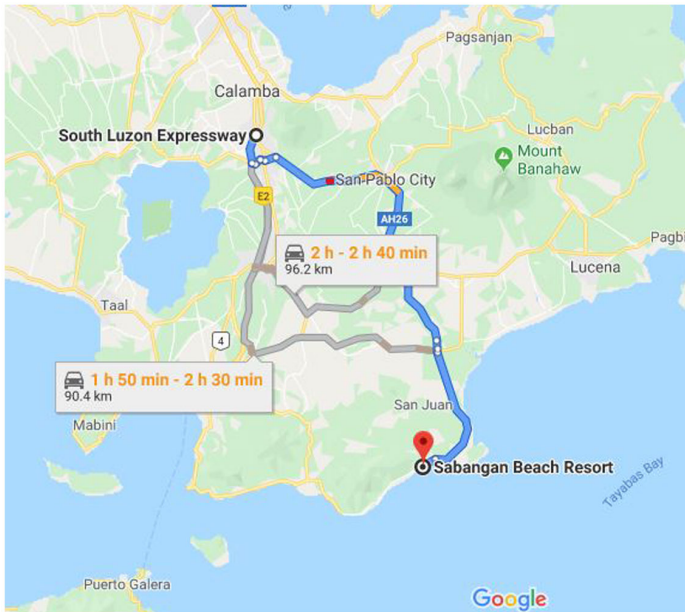 Pagsanjan
Calamba
South Luzon Expressway
Lucban
Mount
Banahaw
San Pablo City
E2
AH26
Pagbi
2 h - 2 h 40 min
96.2 km
Lucena
Taal
4
1 h 50 min - 2 h 30 min
90.4 km
San Juan
Mabini
Sabangan Beach Resort
Tayabas Bay
Puerto Galera
Google